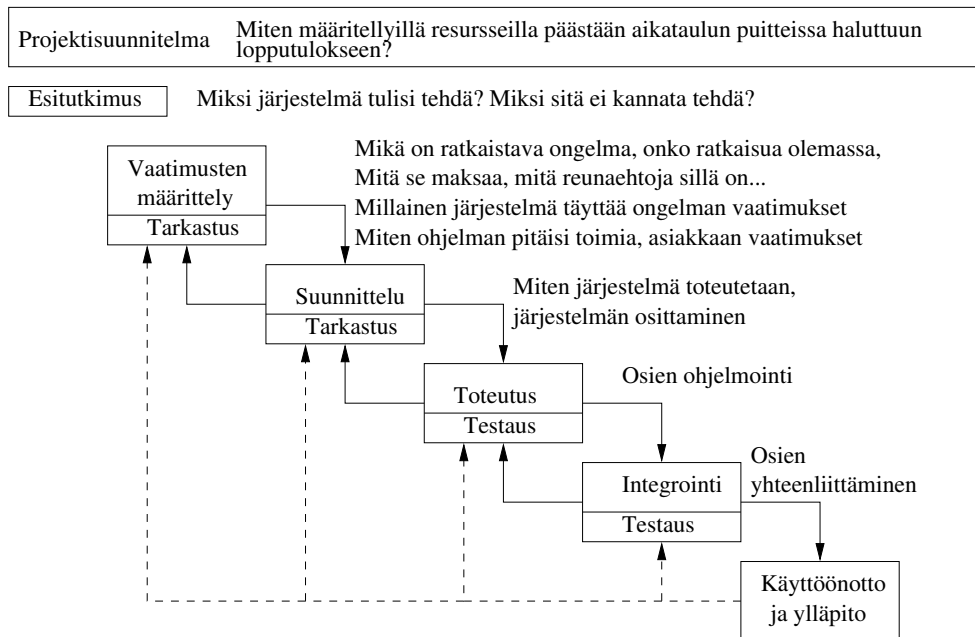 Projektisuunnitelma
Miten määritellyillä resursseilla päästään aikataulun puitteissa haluttuun
lopputulokseen?
Esitutkimus
Miksi järjestelmä tulisi tehdä? Miksi sitä ei kannata tehdä?
Vaatimusten
määrittely
Tarkastus
Mikä on ratkaistava ongelma, onko ratkaisua olemassa,
Mitä se maksaa, mitä reunaehtoja sillä on...
Millainen järjestelmä täyttää ongelman vaatimukset
Miten ohjelman pitäisi toimia, asiakkaan vaatimukset
Suunnittelu
Tarkastus
Miten järjestelmä toteutetaan,
järjestelmän osittaminen
Toteutus
Testaus
Osien ohjelmointi
Integrointi
Testaus
Osien
yhteenliittäminen
Käyttöönotto
ja ylläpito